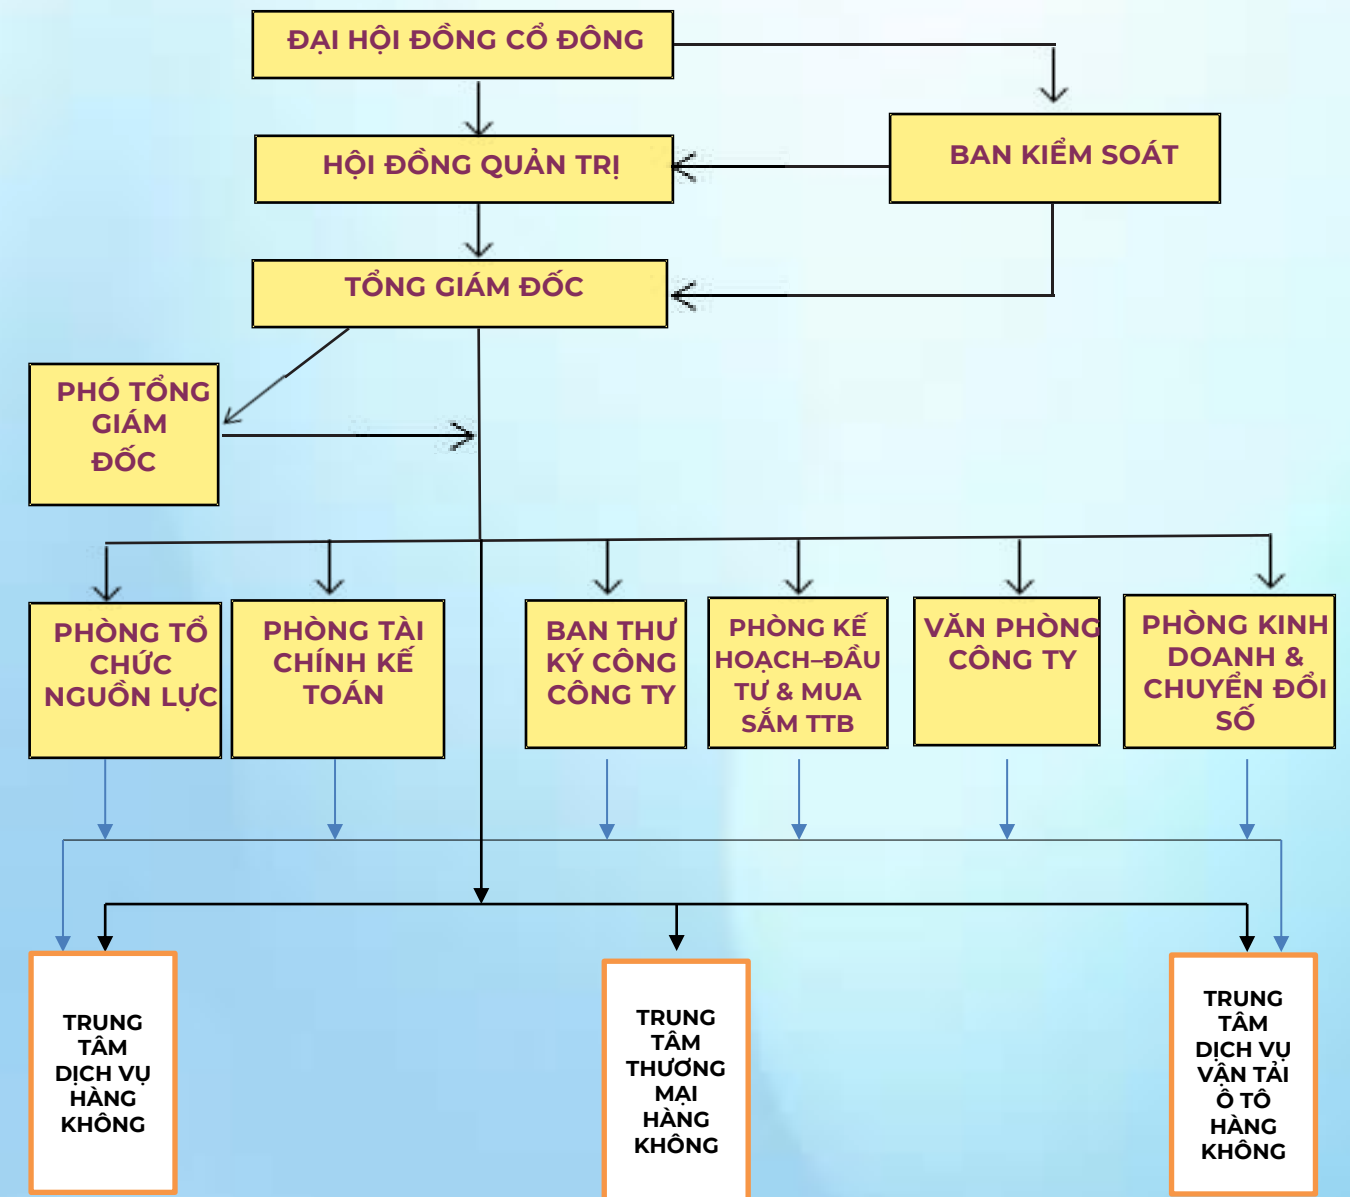 ĐẠI HỘI ĐỒNG CỔ ĐÔNG
HỘI ĐỒNG QUẢN TRỊ
BAN KIỂM SOÁT
TỔNG GIÁM ĐỐC
PHÓ TỔNG
GIÁM
ĐỐC
PHÒNG TỔ
CHỨC
NGUỒN LỰC
PHÒNG TÀI
CHÍNH KẾ
TOÁN
BAN THƯ
KÝ CÔNG
CÔNG TY
PHÒNG KẾ
HOẠCH–ĐẦU
TƯ & MUA
SẮM TTB
VĂN PHÒNG
CÔNG TY
PHÒNG KINH
DOANH &
CHUYỂN ĐỔI
SỐ
TRUNG
TÂM
DỊCH VỤ
HÀNG
KHÔNG
TRUNG
TÂM
THƯƠNG
MẠI
HÀNG
KHÔNG
TRUNG
TÂM
DỊCH VỤ
VẬN TẢI
Ô TÔ
HÀNG
KHÔNG